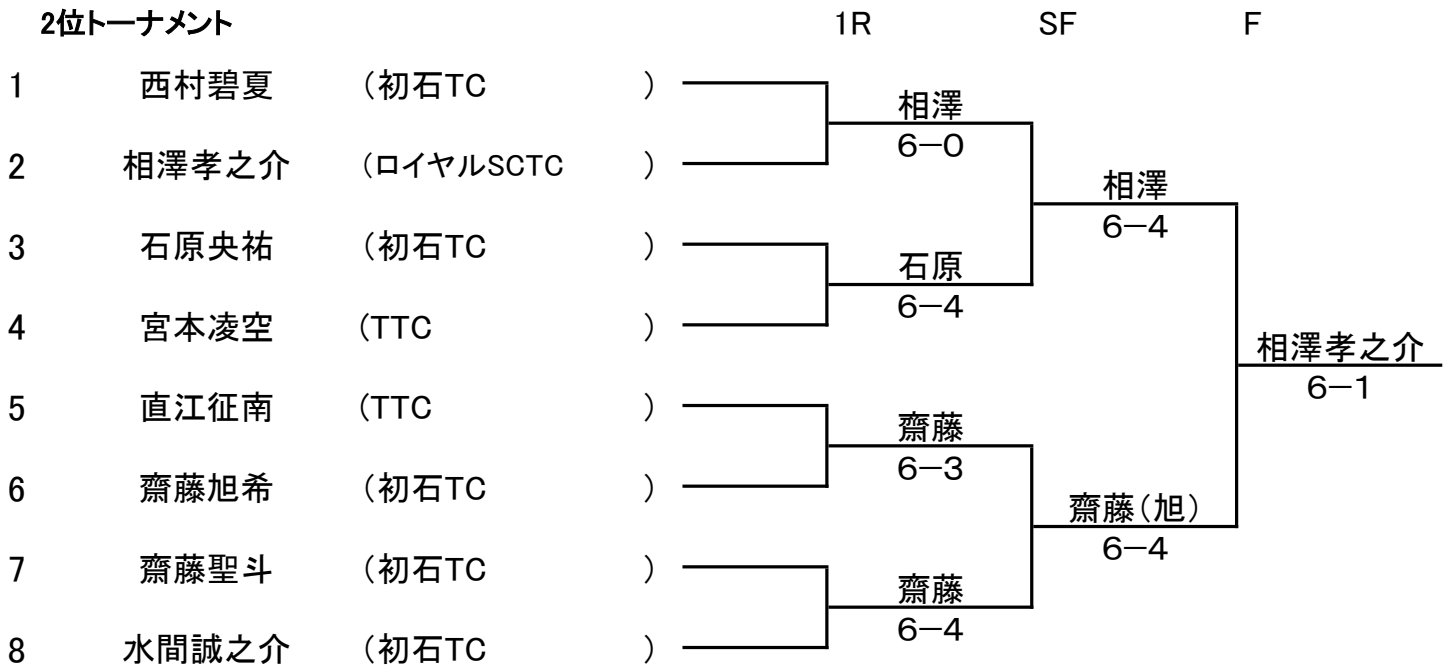 2位トーナメント 1R SF F
1 西村碧夏 (初石TC )
相澤
6-0
2 相澤孝之介 (ロイヤルSCTC )
相澤
6-4
3 石原央祐 (初石TC )
石原
6-4
4 宮本凌空 (TTC )
相澤孝之介
6-1
5 直江征南 (TTC )
齋藤
6-3
6 齋藤旭希 (初石TC )
齋藤(旭)
6-4
7 齋藤聖斗 (初石TC )
齋藤
6-4
8 水間誠之介 (初石TC )